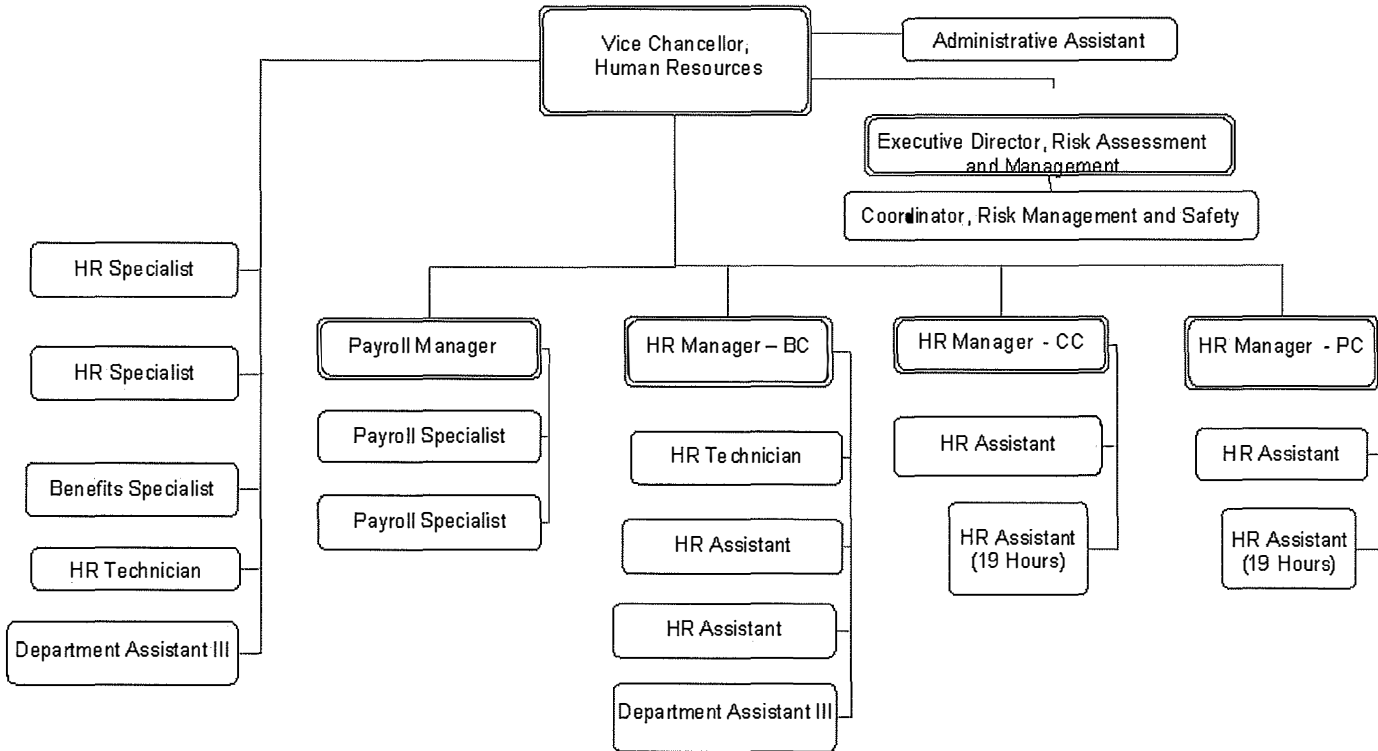 Vice Chancellor,
Human Resources
Administrative Assistant
Executive Director, Risk Assessment
and Management
Coordinator, Risk Management and Safety
HR Specialist
HR Specialist
Benefits Specialist
HR Technician
Department Assistant III
Payroll Manager
Payroll Specialist
Payroll Specialist
HR Manager – BC
HR Technician
HR Assistant
HR Assistant
Department Assistant III
HR Manager - CC
HR Assistant
HR Assistant
(19 Hours)
HR Manager - PC
HR Assistant
HR Assistant
(19 Hours)